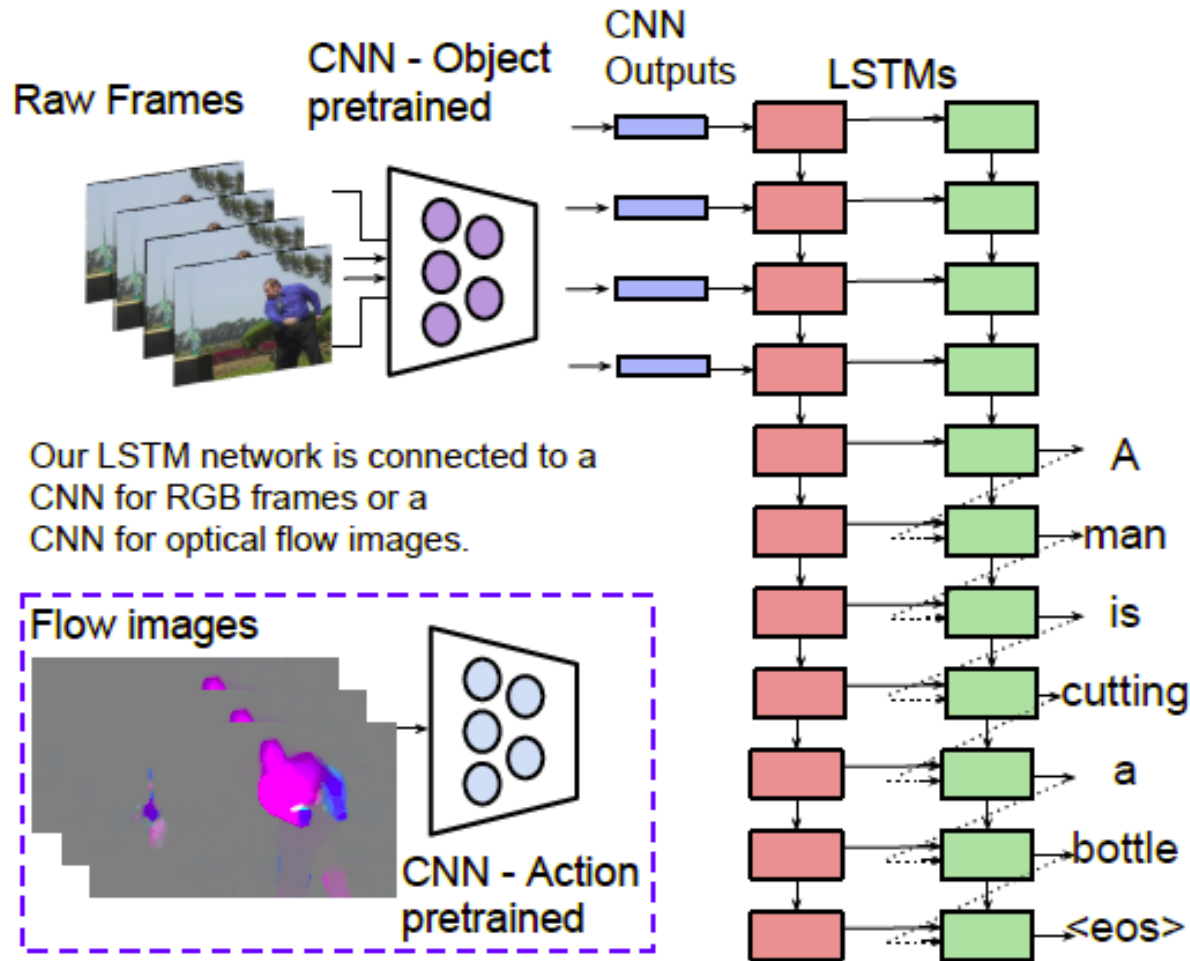 Raw Frames
CNN - Object
pretrained
CNN
Outputs
LSTMs
Our LSTM network is connected to a
CNN for RGB frames or a
CNN for optical flow images.
Flow images
CNN - Action
pretrained
A
man
is
cutting
a
bottle
<eos>